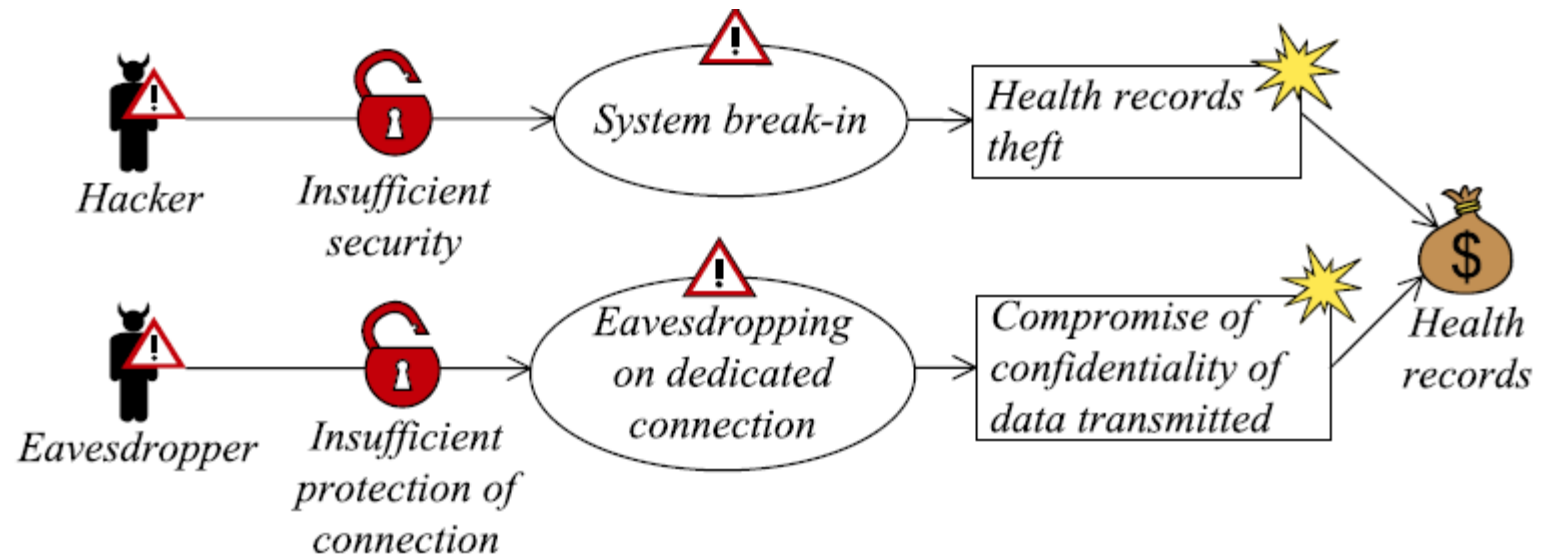 Hacker
Insufficient
security
System break-in
Health records
theft
Eavesdropper
Insufficient
protection of
connection
Eavesdropping
on dedicated
connection
Compromise of
confidentiality of
data transmitted
$
Health
records